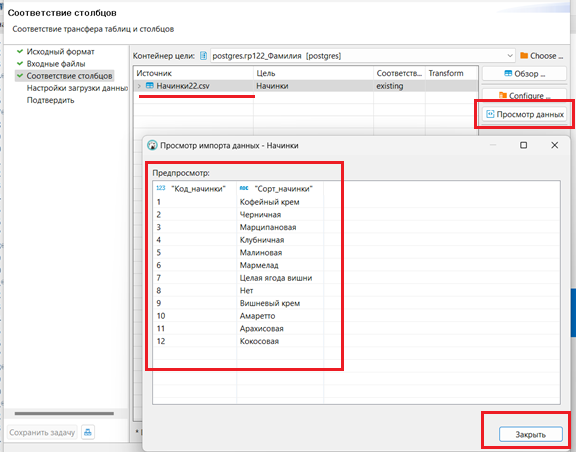 Соответствие столбцов
Соответствие трансфера таблиц и столбцов
Исходный формат
Входные файлы
Соответствие столбцов
Настройки загрузки данны
Подтвердить
Контейнер цели:
postgres.rp122_Фамилия [postgres]
Choose ...
Источник Цель Соответств... Transform
Начинки22.csv Начинки existing
Обзор ...
Configure ...
Просмотр данных
Просмотр импорта данных - Начинки
Предпросмотр:
123 "Код_начинки" ABC "Сорт_начинки"
1 Кофейный крем
2 Черничная
3 Марципановая
4 Клубничная
5 Малиновая
6 Мармелад
7 Целая ягода вишни
8 Нет
9 Вишневый крем
10 Амаретто
11 Арахисовая
12 Кокосовая
Сохранить задачу
Закрыть